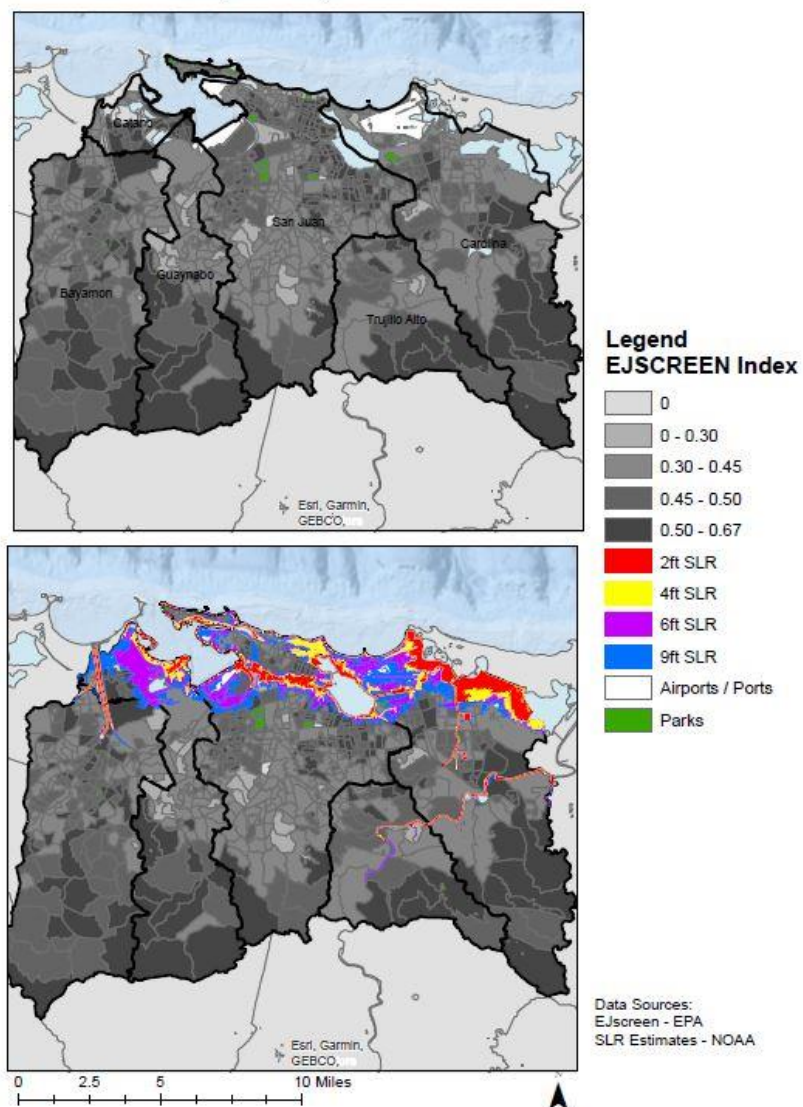 Catano
San Juan
Carolina
Guaynabo
Bayamon
Trujillo Alto
Esri, Garmin,
GEBCO,
Legend
EJSCREEN Index
0
0 - 0.30
0.30 - 0.45
0.45 - 0.50
0.50 - 0.67
2ft SLR
4ft SLR
6ft SLR
9ft SLR
Airports / Ports
Parks
Esri, Garmin,
GEBCO,
Data Sources:
EJscreen - EPA
SLR Estimates - NOAA
0 2.5 5 10 Miles